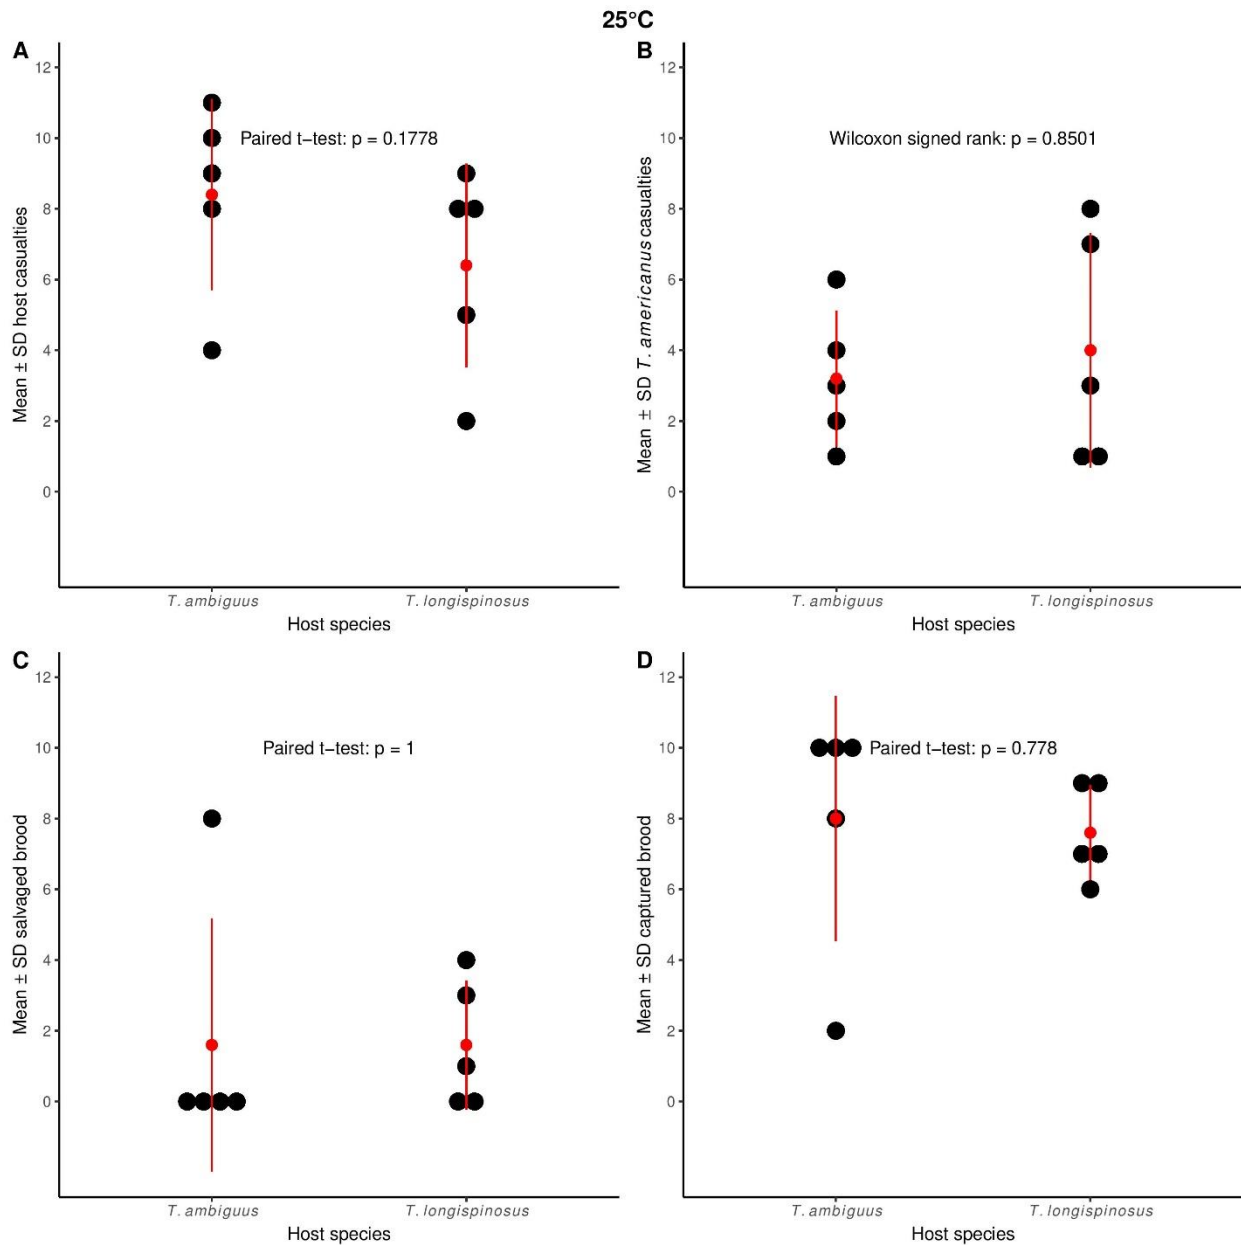 25°C
A
12
10
8
6
4
2
0
Mean ± SD host casualties
Paired t−test: p = 0.1778
T. ambiguus
T. longispinosus
Host species
B
12
10
8
6
4
2
0
Mean ± SD T. americanus casualties
Wilcoxon signed rank: p = 0.8501
T. ambiguus
T. longispinosus
Host species
C
12
10
8
6
4
2
0
Mean ± SD salvaged brood
Paired t−test: p = 1
T. ambiguus
T. longispinosus
Host species
D
12
10
8
6
4
2
0
Mean ± SD captured brood
Paired t−test: p = 0.778
T. ambiguus
T. longispinosus
Host species